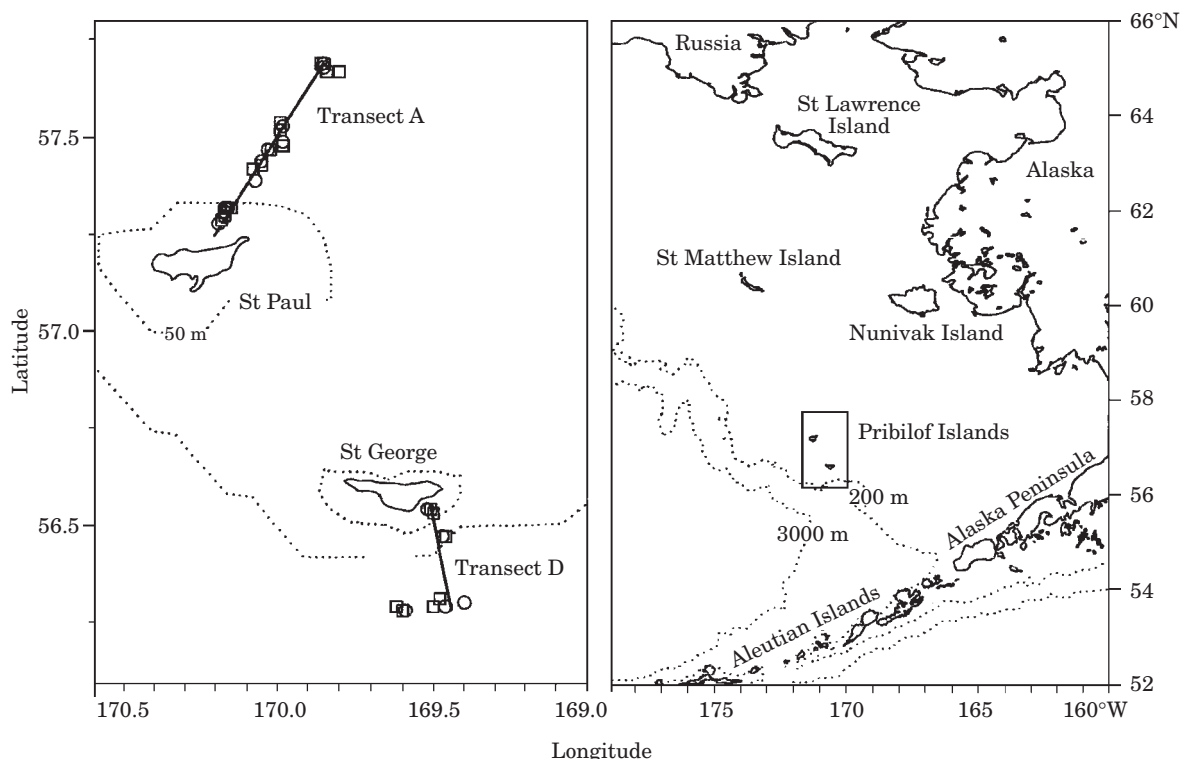 Latitude
57.5
57.0
56.5
170.5
170.0
169.5
169.0
Transect A
St Paul
50 m
St George
Transect D
Russia
St Lawrence
Island
Alaska
St Matthew Island
Nunivak Island
Pribilof Islands
200 m
3000 m
Alaska Peninsula
Aleutian Islands
66°N
64
62
60
58
56
54
52
175
170
165
160°W
Longitude